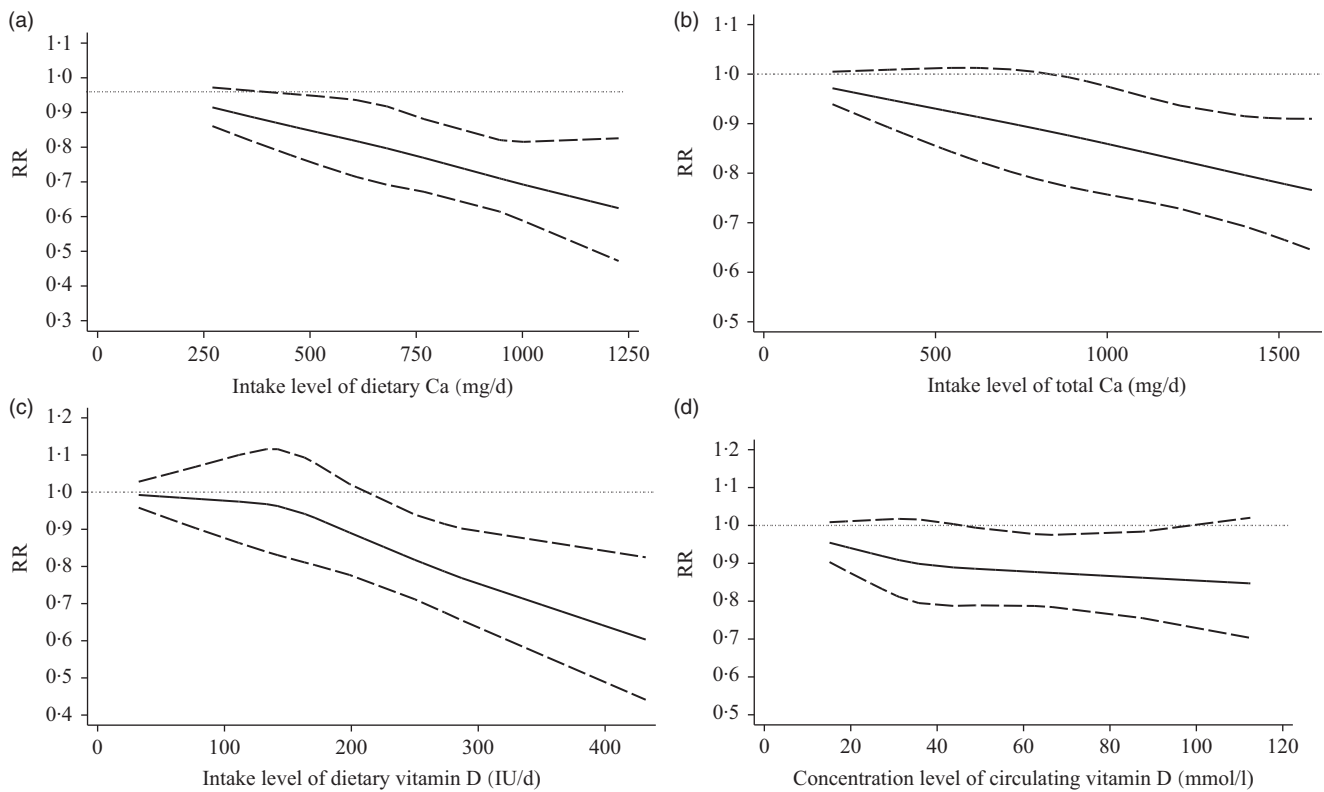 (a)
1·1
1·0
0·9
0·8
0·7
0·6
0·5
0·4
0·3
RR
0 250 500 750 1000 1250
Intake level of dietary Ca (mg/d)
(b)
1·1
1·0
0·9
0·8
0·7
0·6
0·5
RR
0 500 1000 1500
Intake level of total Ca (mg/d)
(c)
1·2
1·1
1·0
0·9
0·8
0·7
0·6
0·5
0·4
RR
0 100 200 300 400
Intake level of dietary vitamin D (IU/d)
(d)
1·2
1·1
1·0
0·9
0·8
0·7
0·6
0·5
RR
0 20 40 60 80 100 120
Concentration level of circulating vitamin D (mmol/l)